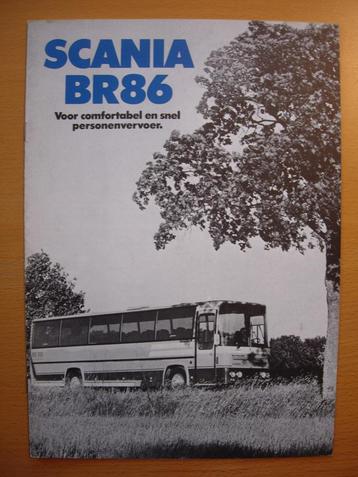 SCANIA
BR86
Voor comfortabel en snel
personenvervoer.